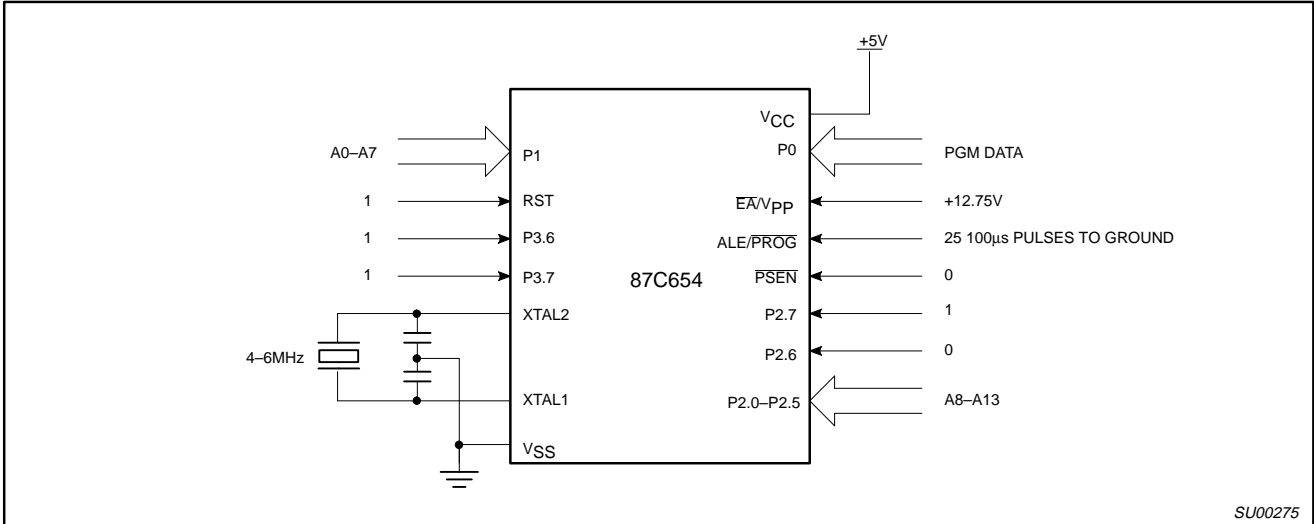 +5V
A0–A7
1
1
1
4–6MHz
P1
RST
P3.6
P3.7
XTAL2
XTAL1
VSS
87C654
VCC
P0
EA/VPP
ALE/PROG
PSEN
P2.7
P2.6
P2.0–P2.5
PGM DATA
+12.75V
25 100μs PULSES TO GROUND
0
1
0
A8–A13
SU00275